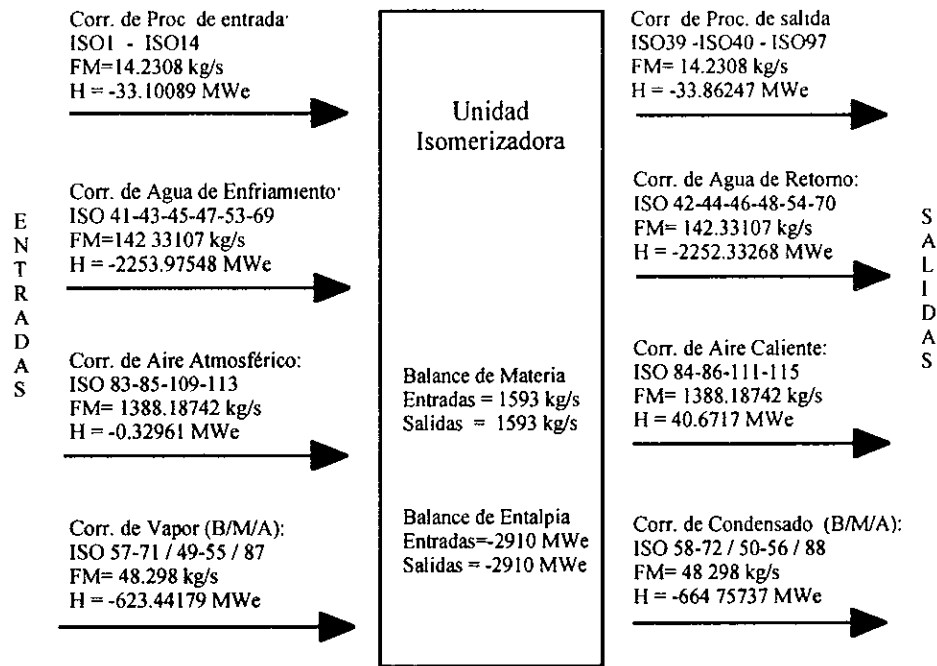 Corr. de Proc de entrada:
ISO1 - ISO14
FM=14.2308 kg/s
H = -33.10089 MWe
Corr. de Agua de Enfriamiento:
ISO 41-43-45-47-53-69
FM=142 33107 kg/s
H = -2253.97548 MWe
Corr. de Aire Atmosférico:
ISO 83-85-109-113
FM= 1388.18742 kg/s
H = -0.32961 MWe
Corr. de Vapor (B/M/A):
ISO 57-71 / 49-55 / 87
FM= 48.298 kg/s
H = -623.44179 MWe
ENTRADAS
Unidad
Isomerizadora
Balance de Materia
Entradas = 1593 kg/s
Salidas = 1593 kg/s
Balance de Entalpia
Entradas=-2910 MWe
Salidas = -2910 MWe
Corr de Proc. de salida
ISO39 -ISO40 - ISO97
FM= 14.2308 kg/s
H = -33.86247 MWe
Corr. de Agua de Retorno:
ISO 42-44-46-48-54-70
FM= 142.33107 kg/s
H = -2252.33268 MWe
Corr. de Aire Caliente:
ISO 84-86-111-115
FM= 1388.18742 kg/s
H = 40.6717 MWe
Corr. de Condensado (B/M/A):
ISO 58-72 / 50-56 / 88
FM= 48 298 kg/s
H = -664 75737 MWe
SALIDAS